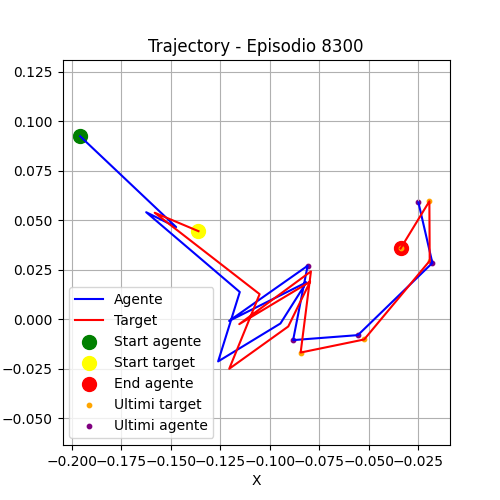 Trajectory - Episodio 8300
0.125
0.100
0.075
0.050
0.025
0.000
−0.025
−0.050
Agente
Target
Start agente
Start target
End agente
Ultimi target
Ultimi agente
−0.200 −0.175 −0.150 −0.125 −0.100 −0.075 −0.050 −0.025
X